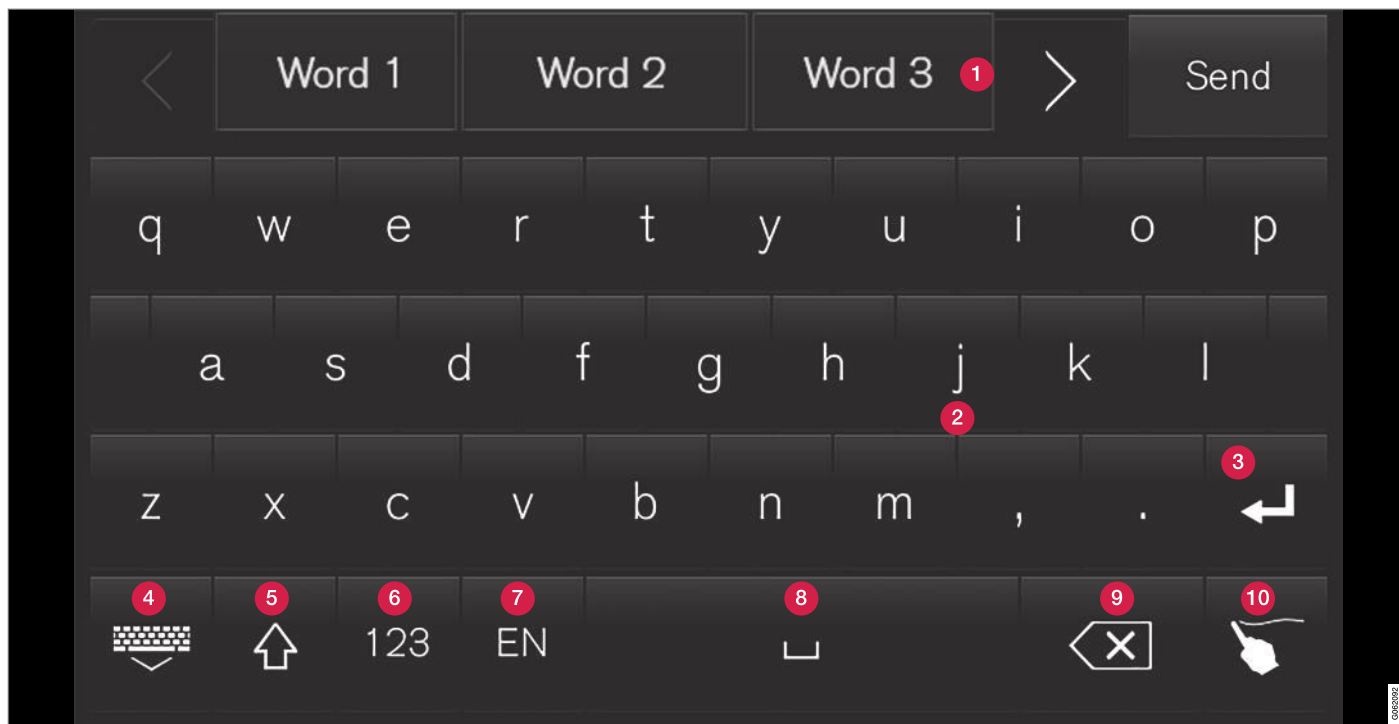 Word 1 Word 2 Word 3 1 Send
q w e r t y u i o p
a s d f g h j k l
2
3
z x c v b n m , .
4 5 6 7 8 9 10
123 EN
G062092